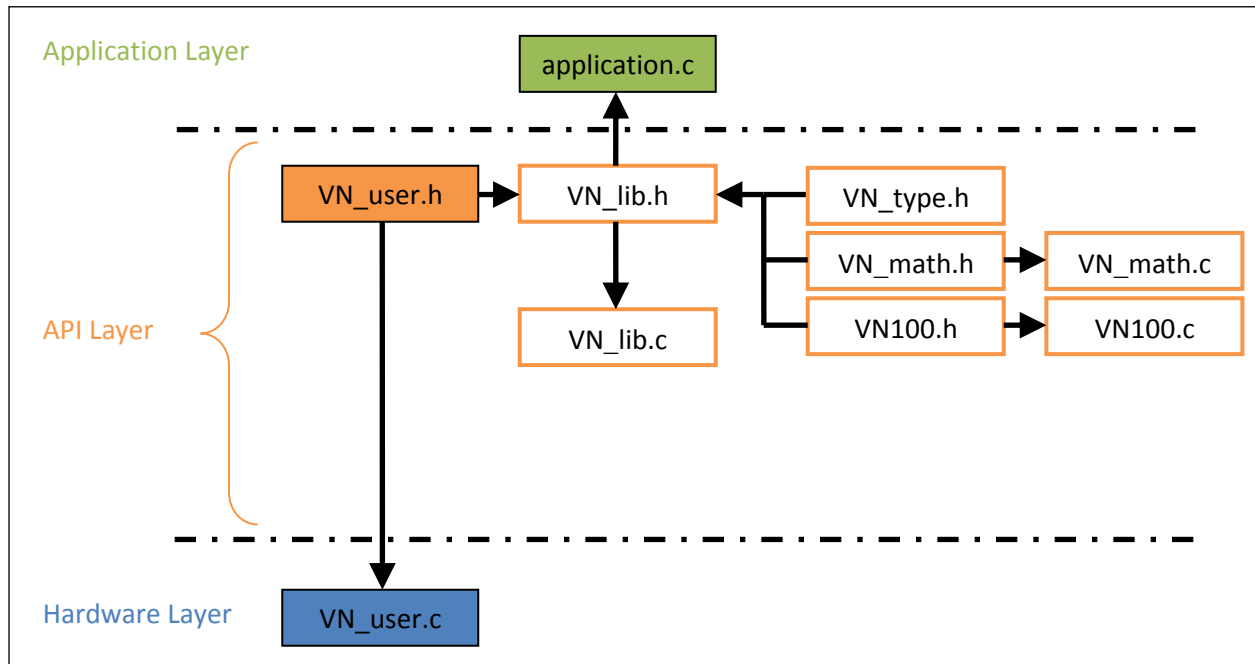 Application Layer
application.c
VN_user.h
VN_lib.h
VN_type.h
VN_math.h
VN_math.c
API Layer
VN_lib.c
VN100.h
VN100.c
Hardware Layer
VN_user.c